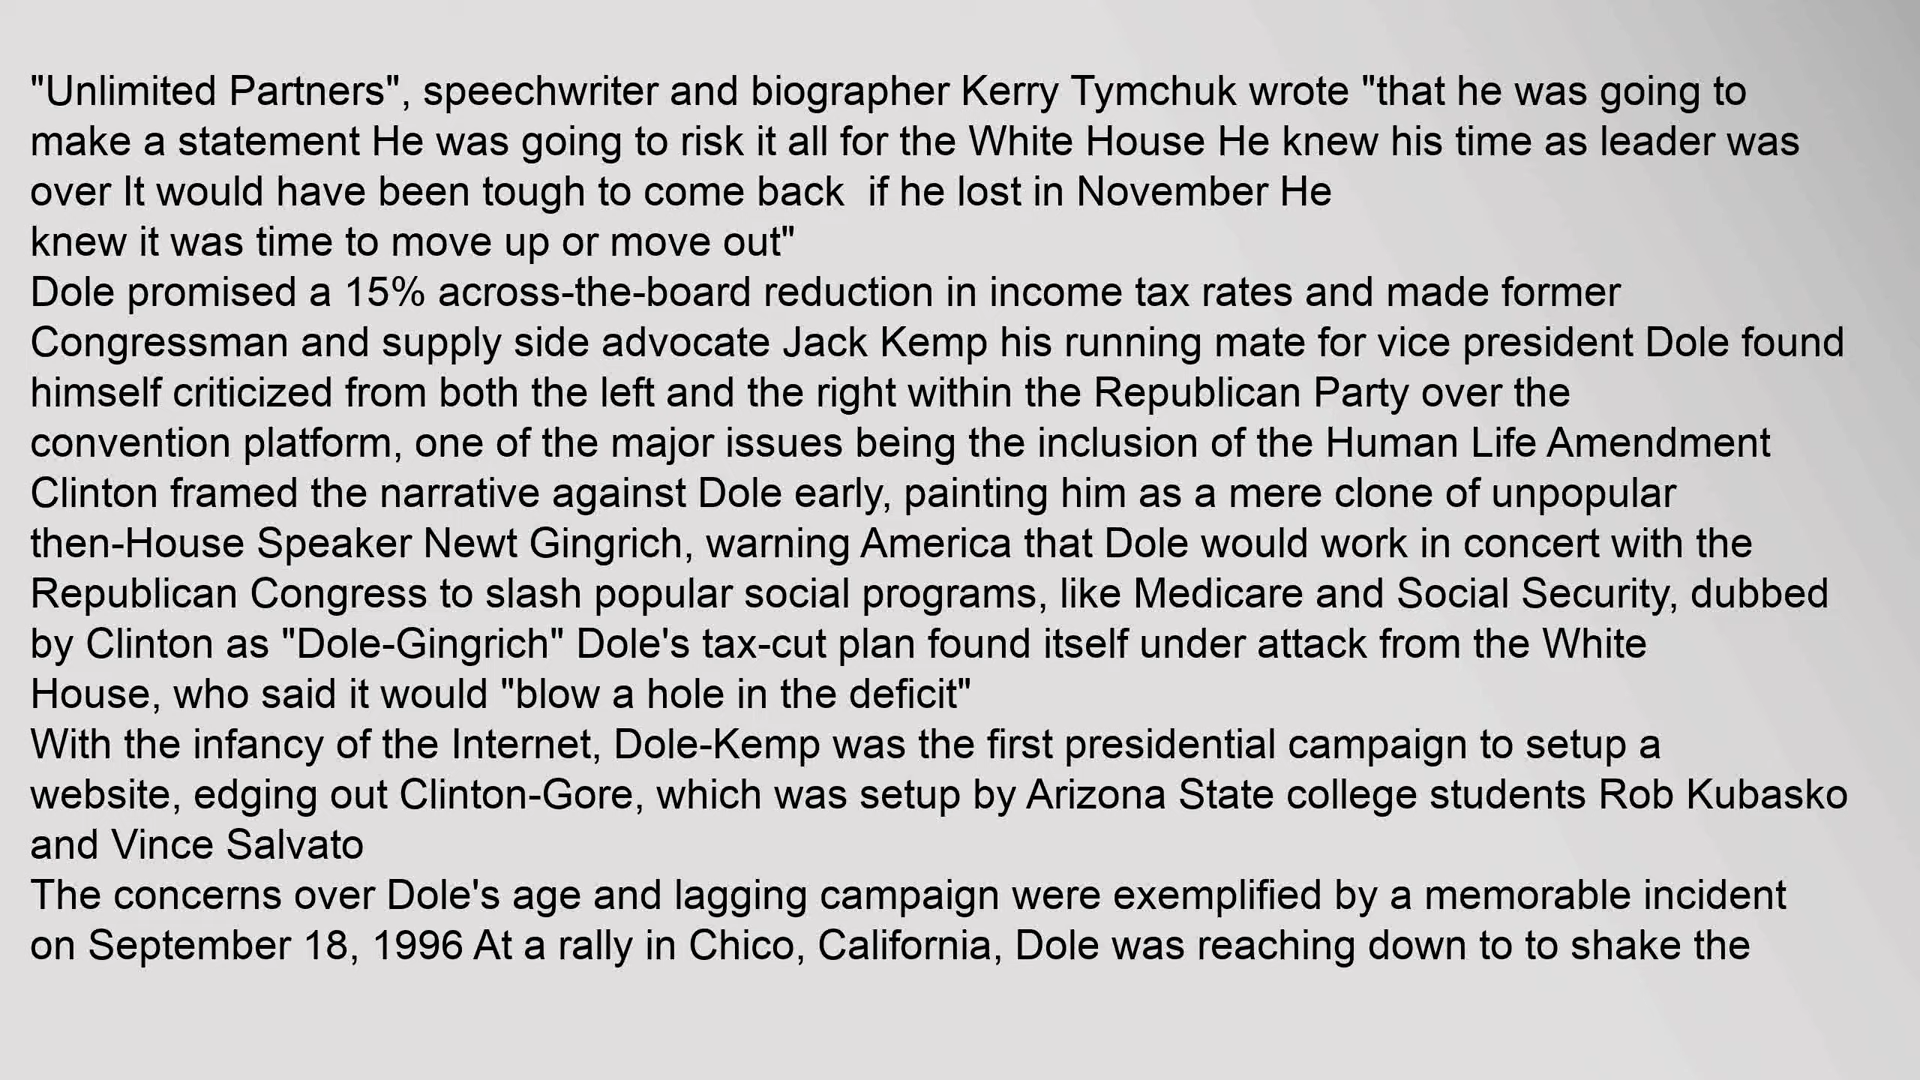 "Unlimited Partners", speechwriter and biographer Kerry Tymchuk wrote "that he was going to
make a statement He was going to risk it all for the White House He knew his time as leader was
over It would have been tough to come back  if he lost in November He
knew it was time to move up or move out"
Dole promised a 15% across-the-board reduction in income tax rates and made former
Congressman and supply side advocate Jack Kemp his running mate for vice president Dole found
himself criticized from both the left and the right within the Republican Party over the
convention platform, one of the major issues being the inclusion of the Human Life Amendment
Clinton framed the narrative against Dole early, painting him as a mere clone of unpopular
then-House Speaker Newt Gingrich, warning America that Dole would work in concert with the
Republican Congress to slash popular social programs, like Medicare and Social Security, dubbed
by Clinton as "Dole-Gingrich" Dole's tax-cut plan found itself under attack from the White
House, who said it would "blow a hole in the deficit"
With the infancy of the Internet, Dole-Kemp was the first presidential campaign to setup a
website, edging out Clinton-Gore, which was setup by Arizona State college students Rob Kubasko
and Vince Salvato
The concerns over Dole's age and lagging campaign were exemplified by a memorable incident
on September 18, 1996 At a rally in Chico, California, Dole was reaching down to to shake the